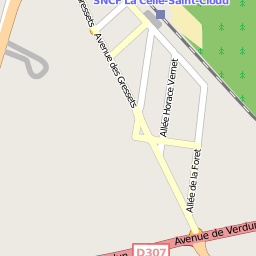 SNCF La Celle-Saint-Cloud
Gressets
Avenue des Gressets
Allée Horace Vernet
Allée de la Foret
Avenue de Verdun
D307